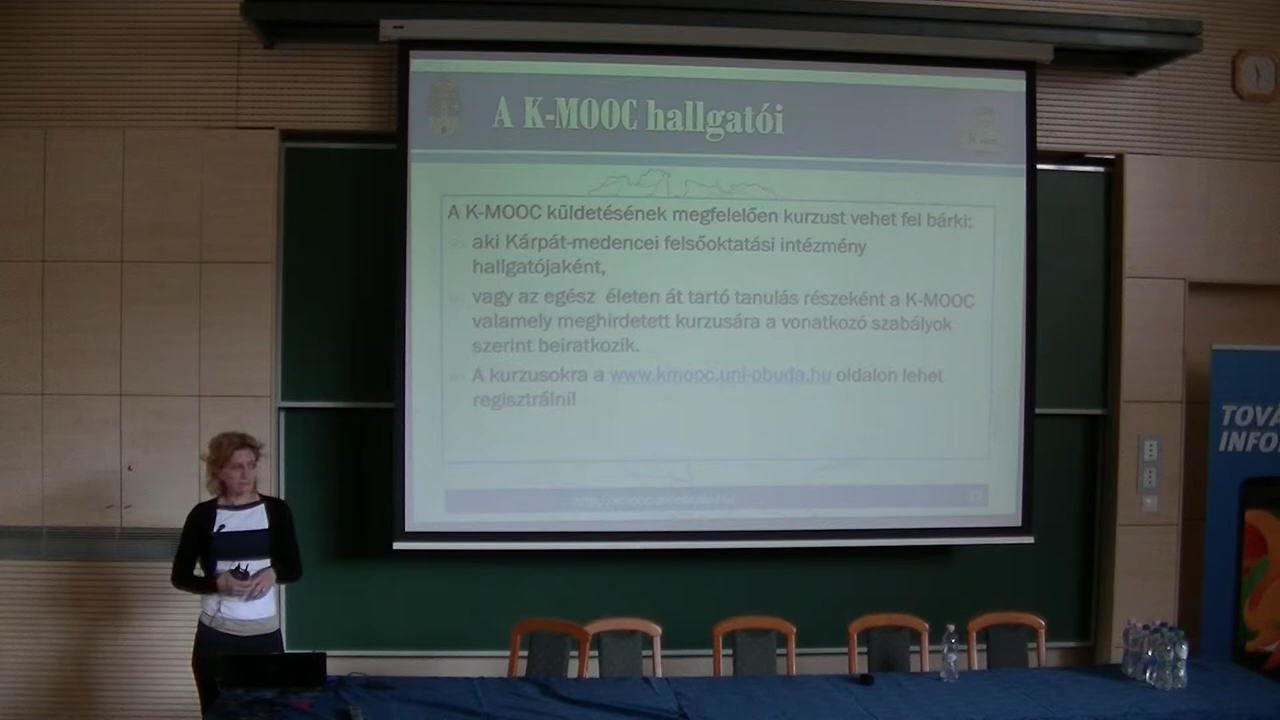 A K-MOOC hallgatói
A K-MOOC küldetésének megfelelően kurzust vehet fel bárki:
aki Kárpát-medencei felsőoktatási intézmény
hallgatójaként,
vagy az egész életen át tartó tanulás részeként a K-MOOC
valamely meghirdetett kurzusára a vonatkozó szabályok
szerint beiratkozik.
A kurzusokra a www.kmooc.uni-obuda.hu oldalon lehet
regisztrálni!
TOVÁ
INFO